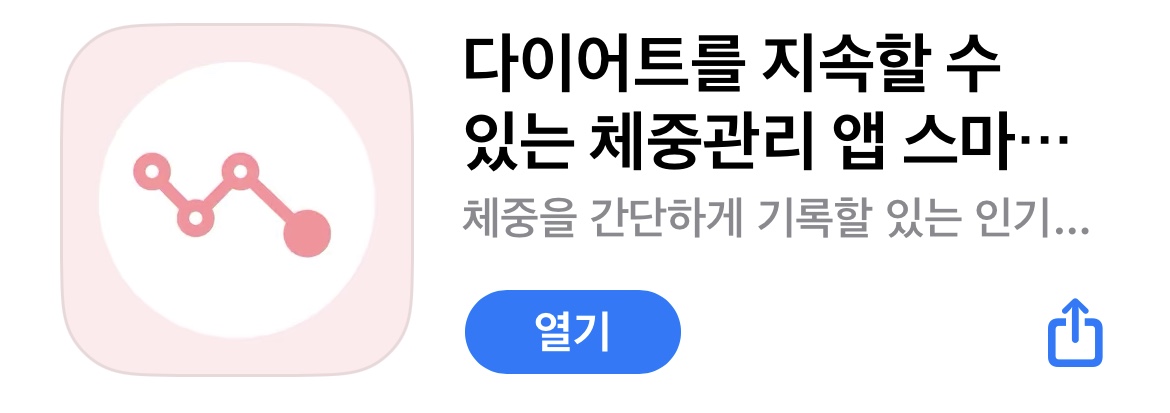 다이어트를 지속할 수
있는 체중관리 앱 스마…
체중을 간단하게 기록할 있는 인기...
열기